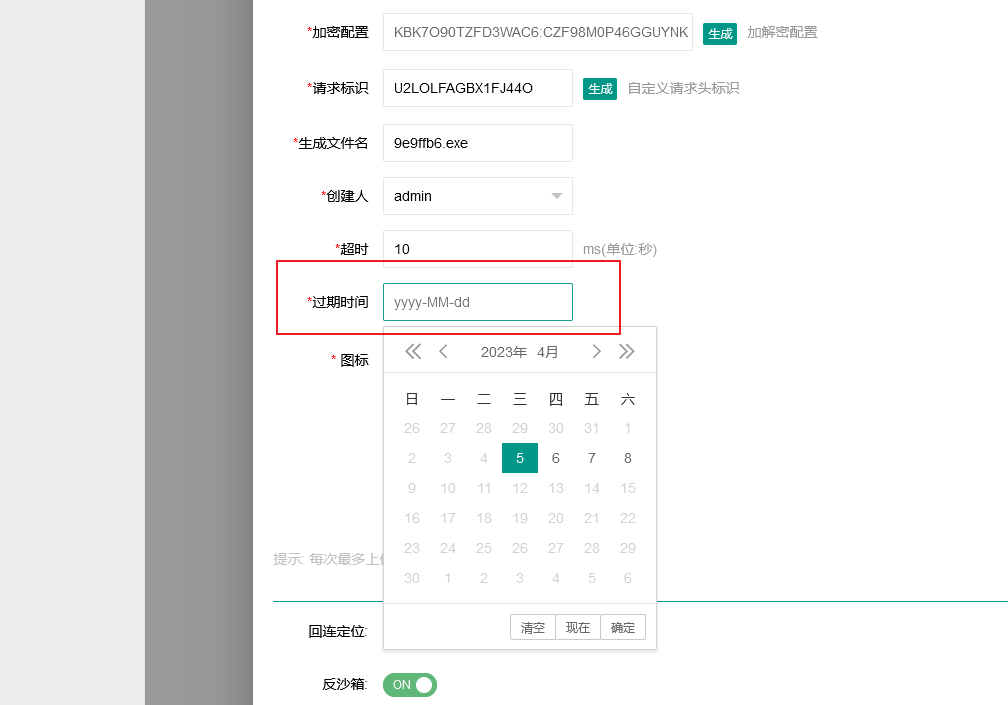 *加密配置 KBK7O90TZFD3WAC6:CZF98M0P46GGUYNK 生成 加解密配置
*请求标识 U2LOLFAGBX1FJ44O 生成 自定义请求头标识
*生成文件名 9e9ffb6.exe
*创建人 admin
*超时 10 ms(单位:秒)
*过期时间 yyyy-MM-dd
* 图标
2023年 4月
日 一 二 三 四 五 六
26 27 28 29 30 31 1
2 3 4 5 6 7 8
9 10 11 12 13 14 15
16 17 18 19 20 21 22
23 24 25 26 27 28 29
30 1 2 3 4 5 6
提示: 每次最多上
清空 现在 确定
回连定位:
反沙箱: ON